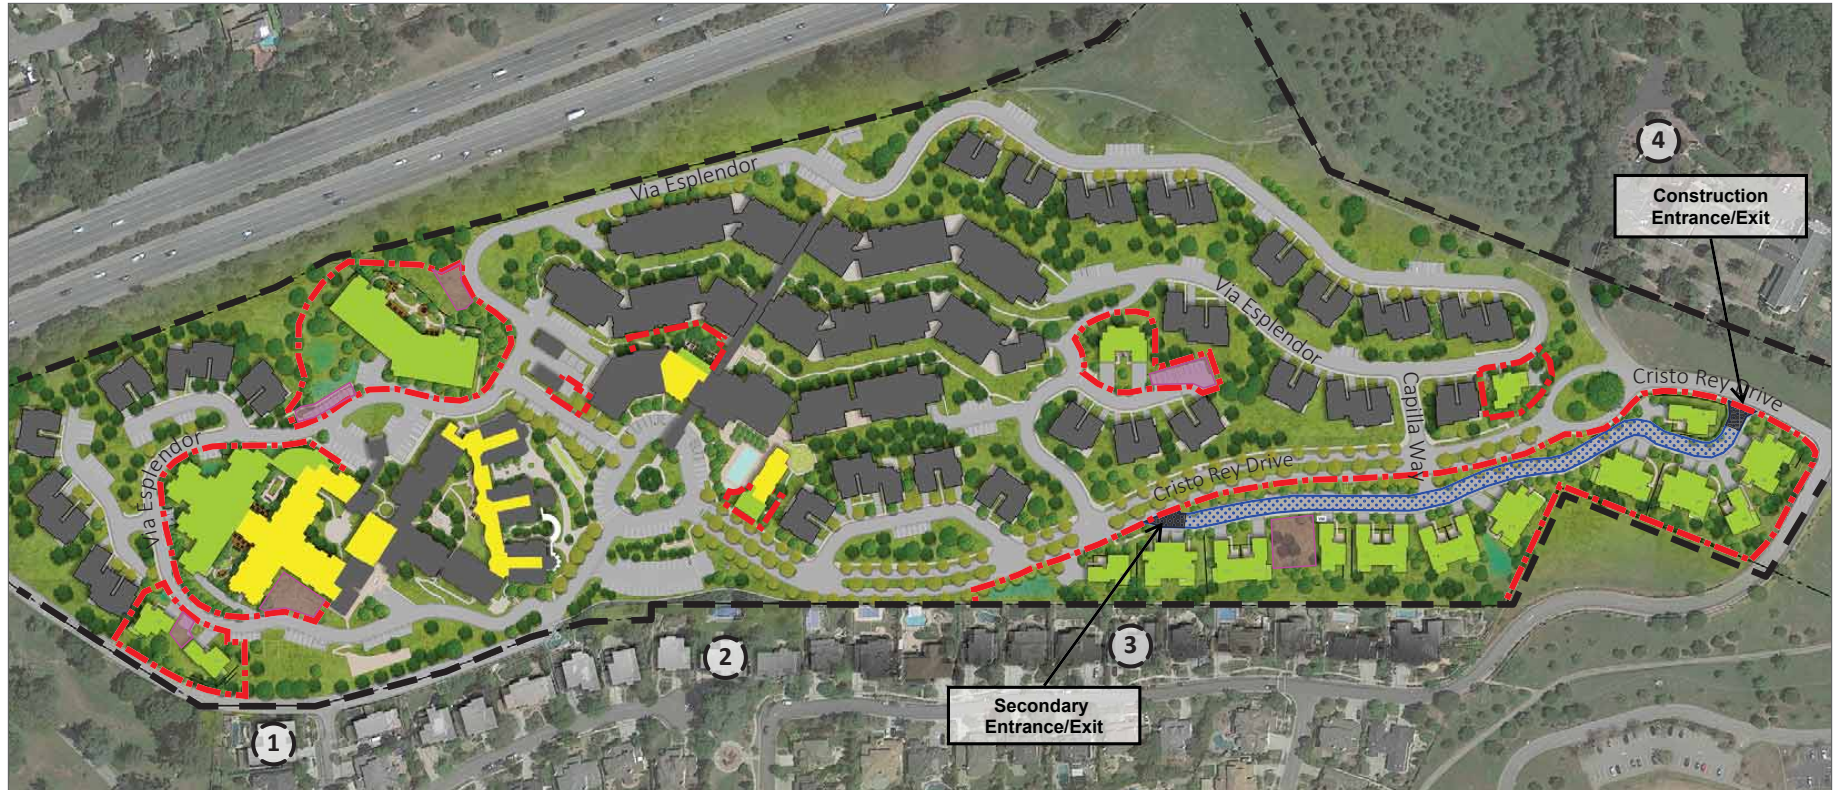 4
Construction
Entrance/Exit
Via Esplendor
Via Esplendor
Cristo Rey Drive
Capilla Way
Via Esplendor
Cristo Rey Drive
3
2
Secondary
Entrance/Exit
1